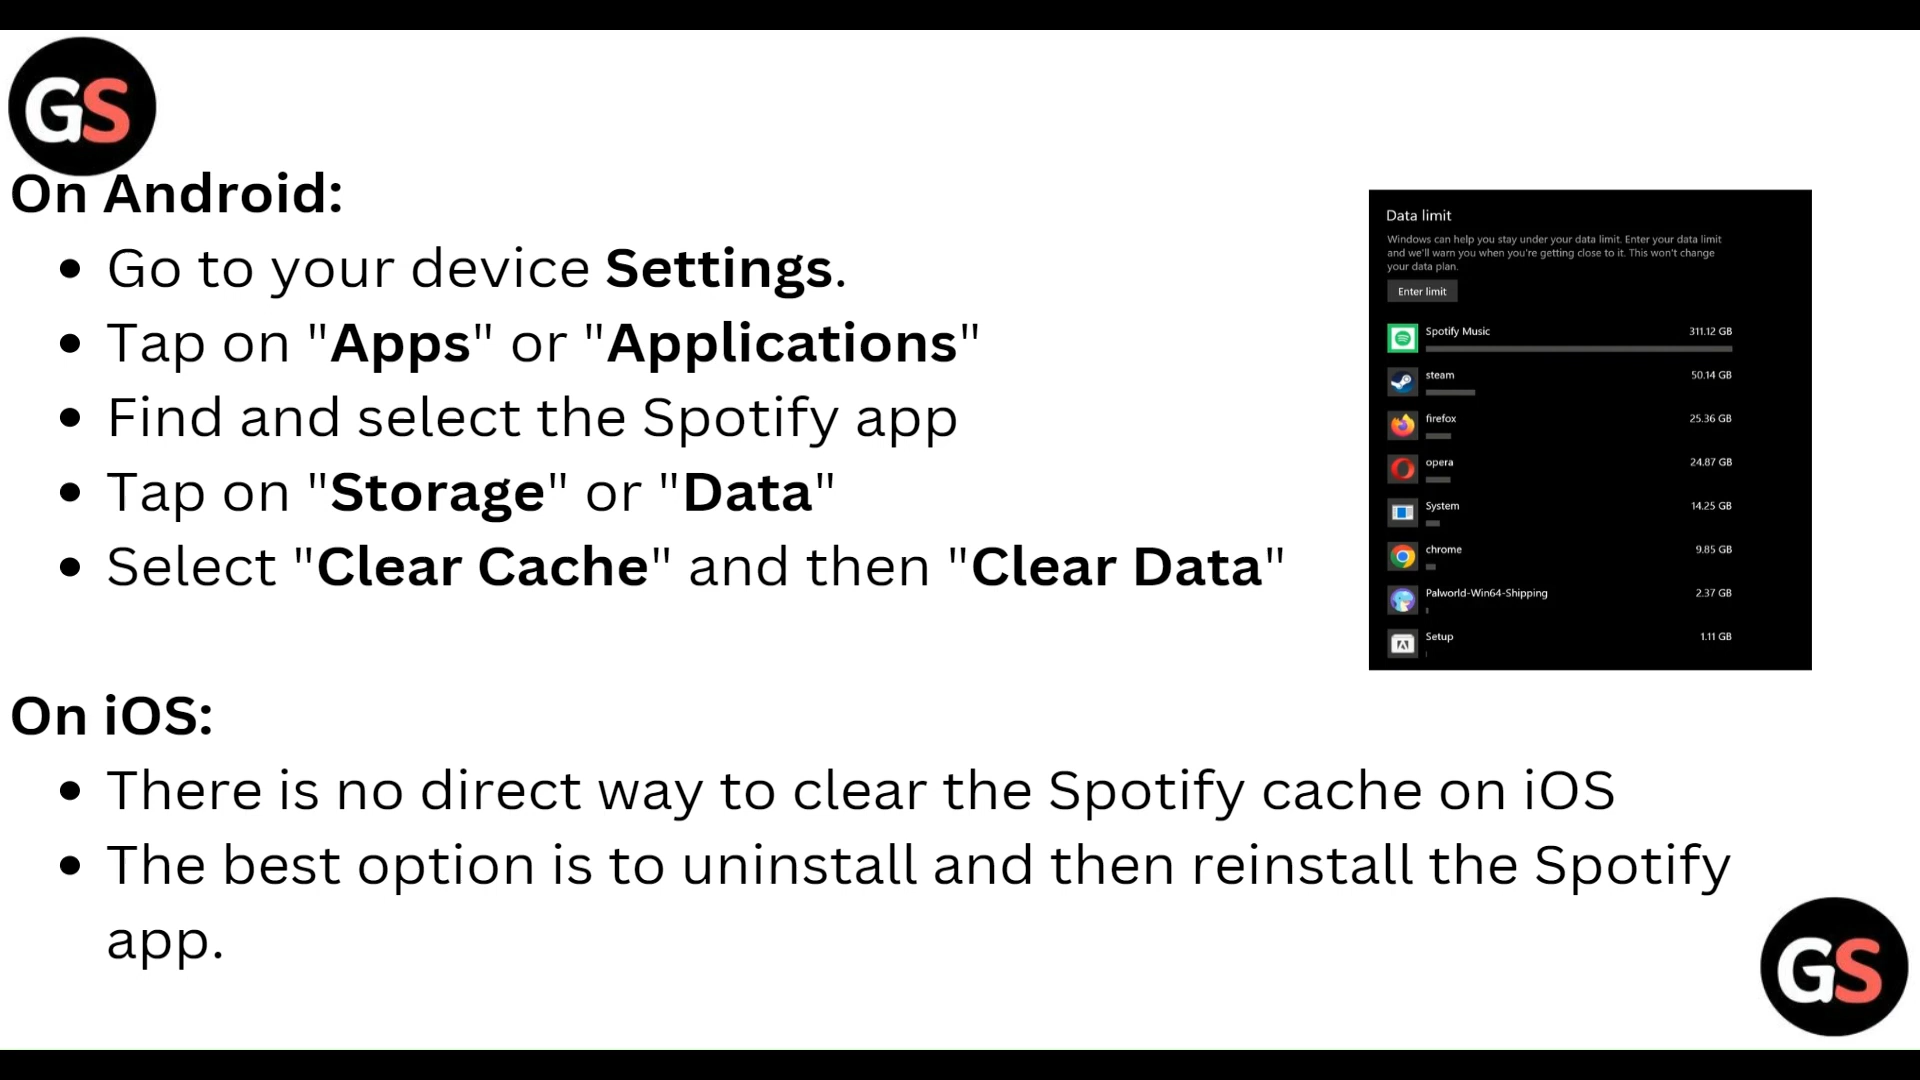 GS
On Android:
Go to your device Settings.
Tap on "Apps" or "Applications"
Find and select the Spotify app
Tap on "Storage" or "Data"
Select "Clear Cache" and then "Clear Data"
On iOS:
There is no direct way to clear the Spotify cache on iOS
The best option is to uninstall and then reinstall the Spotify
app.
Data limit
Windows can help you stay under your data limit. Enter your data limit
and we'll warn you when you're getting close to it. This won't change
your data plan.
Enter limit
Spotify Music 311.12 GB
steam 50.14 GB
firefox 25.36 GB
opera 24.87 GB
System 14.25 GB
chrome 9.85 GB
Palworld-Win64-Shipping 2.37 GB
Setup 1.11 GB
GS